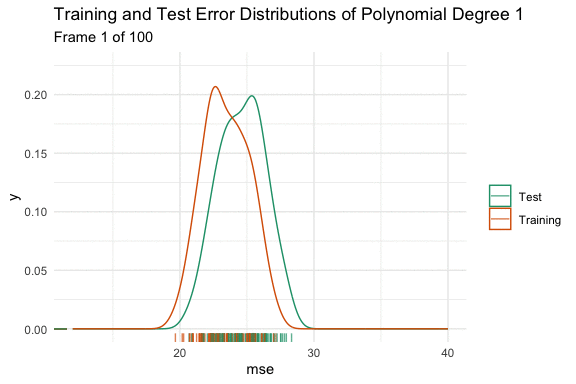 Training and Test Error Distributions of Polynomial Degree 1
Frame 1 of 100
0.20
0.15
0.10
0.05
0.00
y
20
30
40
mse
Test
Training